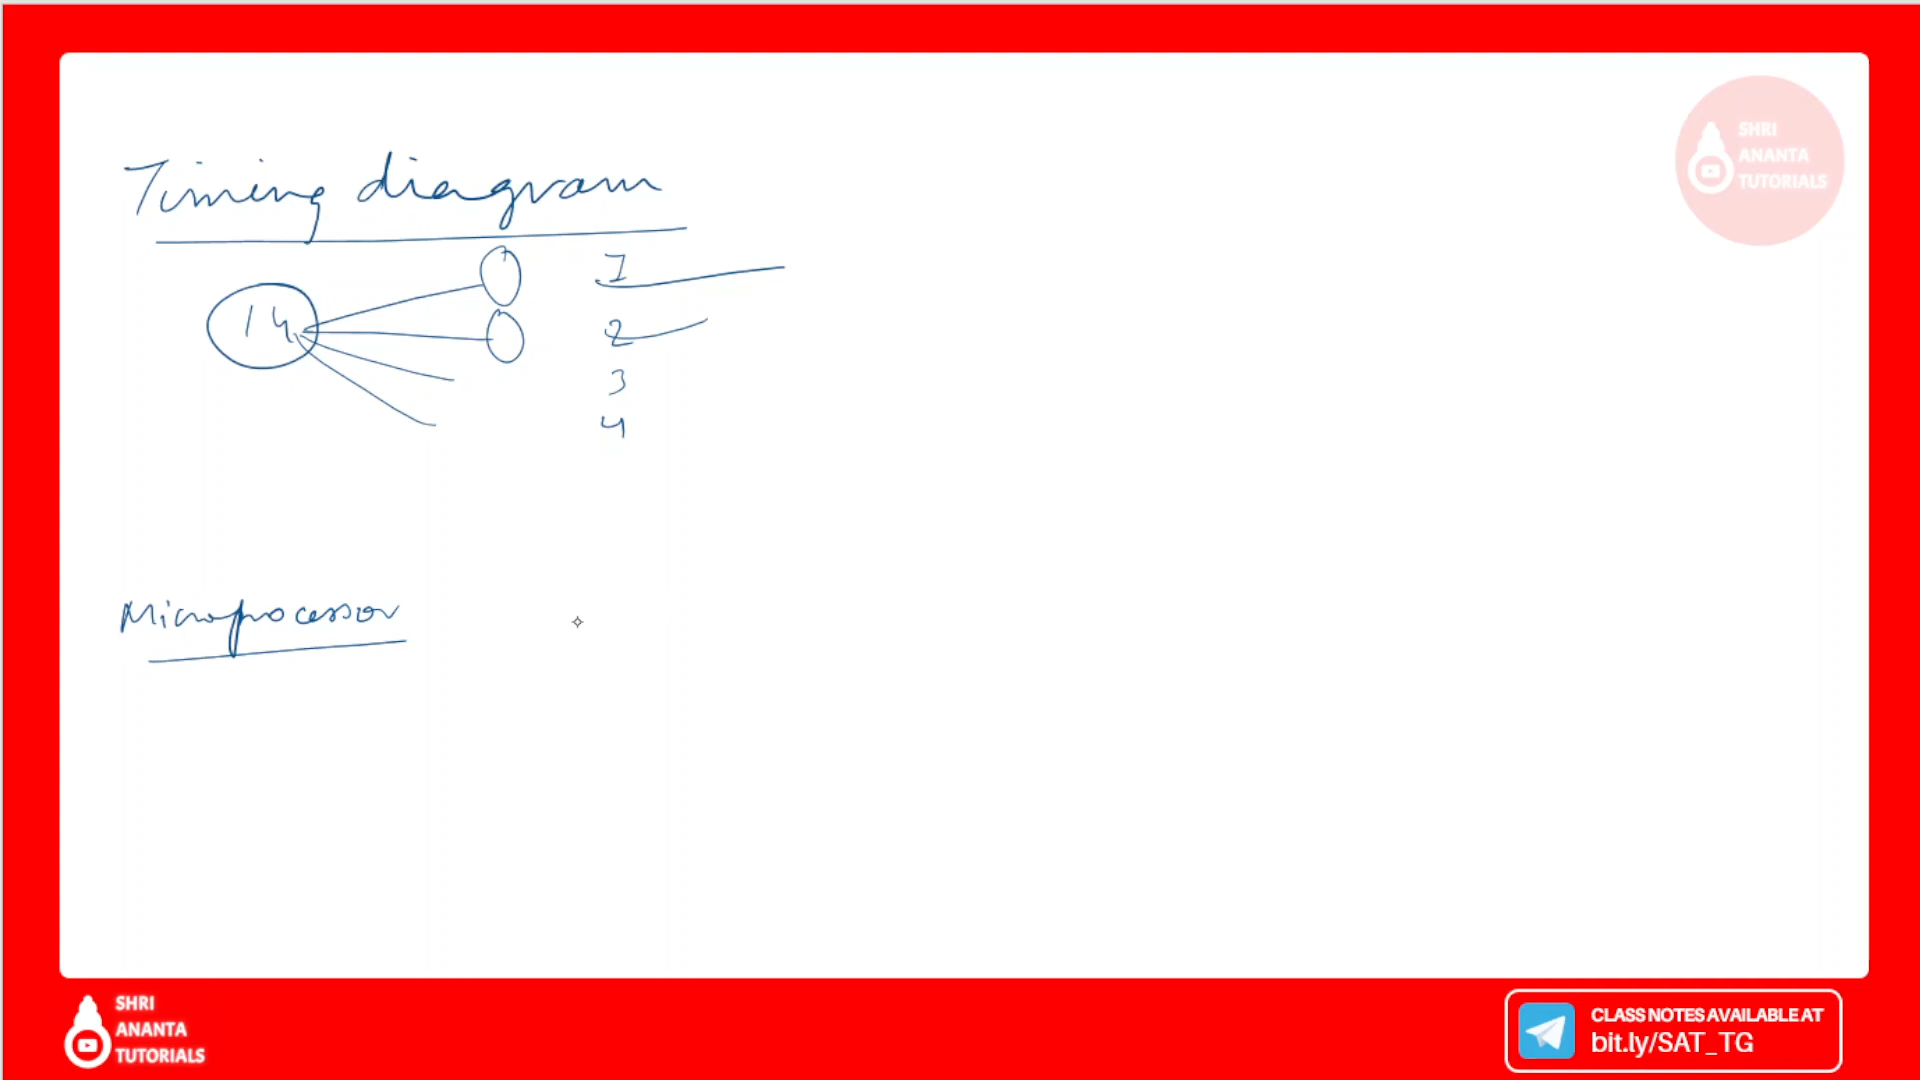 Timing diagram
14
1
2
3
4
Microprocessor
SHRI
ANANTA
TUTORIALS
SHRI
ANANTA
TUTORIALS
CLASS NOTES AVAILABLE AT
bit.ly/SAT_TG